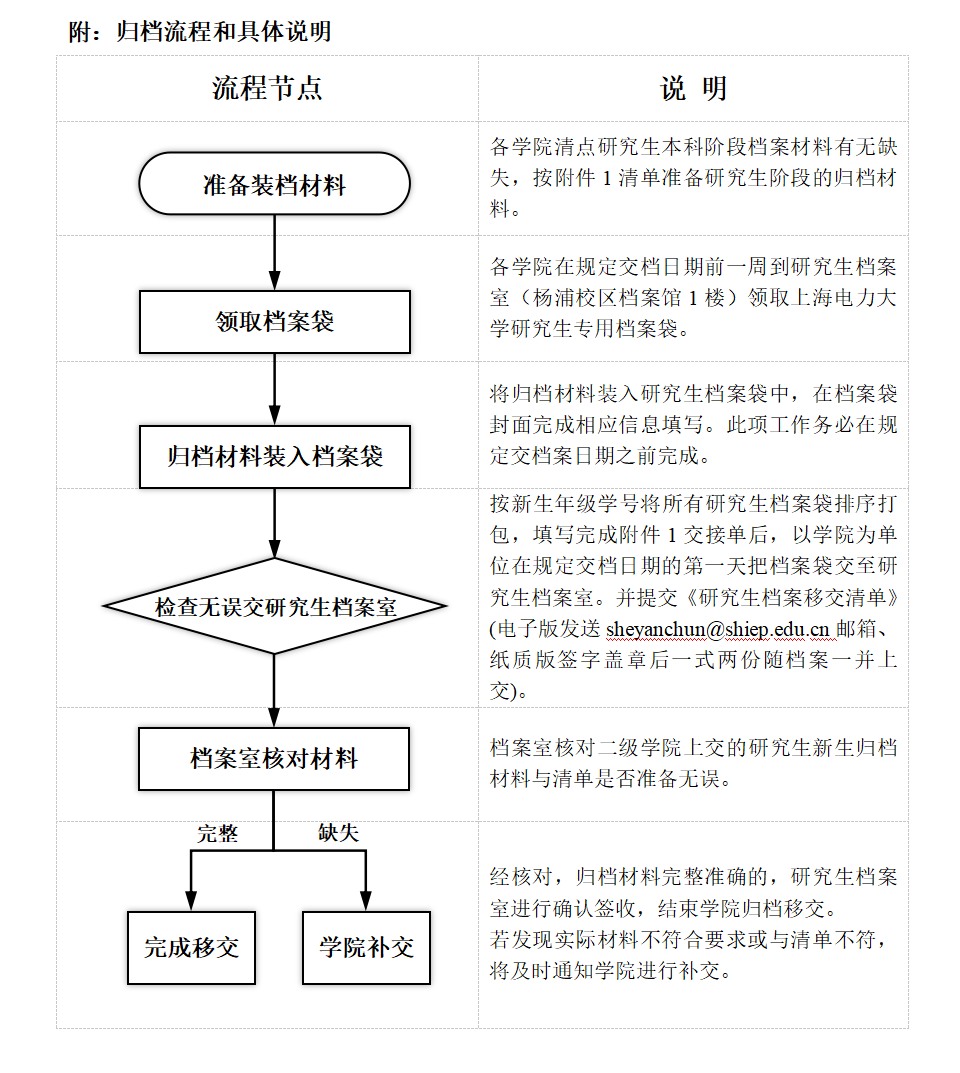 附：归档流程和具体说明
流程节点
说 明
准备装档材料
各学院清点研究生本科阶段档案材料有无缺
失，按附件 1 清单准备研究生阶段的归档材
料。
领取档案袋
各学院在规定交档日期前一周到研究生档案
室（杨浦校区档案馆 1 楼）领取上海电力大
学研究生专用档案袋。
归档材料装入档案袋
将归档材料装入研究生档案袋中，在档案袋
封面完成相应信息填写。此项工作务必在规
定交档案日期之前完成。
检查无误交研究生档案室
按新生年级学号将所有研究生档案袋排序打
包，填写完成附件 1 交接单后，以学院为单
位在规定交档日期的第一天把档案袋交至研
究生档案室。并提交《研究生档案移交清单》
(电子版发送 sheyanchun@shiep.edu.cn 邮箱、
纸质版签字盖章后一式两份随档案一并上
交)。
档案室核对材料
档案室核对二级学院上交的研究生新生归档
材料与清单是否准备无误。
完整
缺失
完成移交
学院补交
经核对，归档材料完整准确的，研究生档案
室进行确认签收，结束学院归档移交。
若发现实际材料不符合要求或与清单不符，
将及时通知学院进行补交。